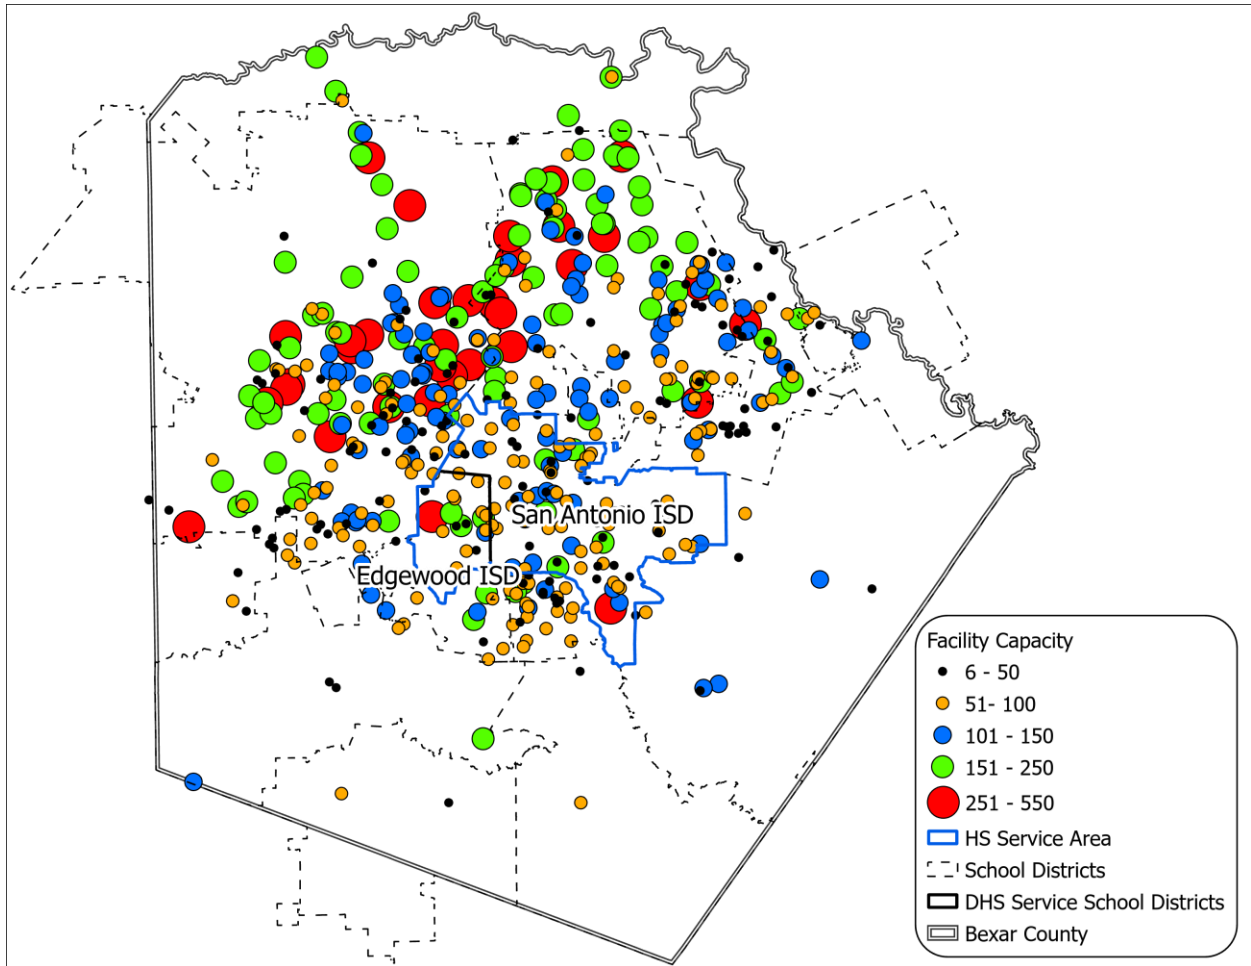 San Antonio ISD
Edgewood ISD
Facility Capacity
6 - 50
51- 100
101 - 150
151 - 250
251 - 550
HS Service Area
School Districts
DHS Service School Districts
Bexar County